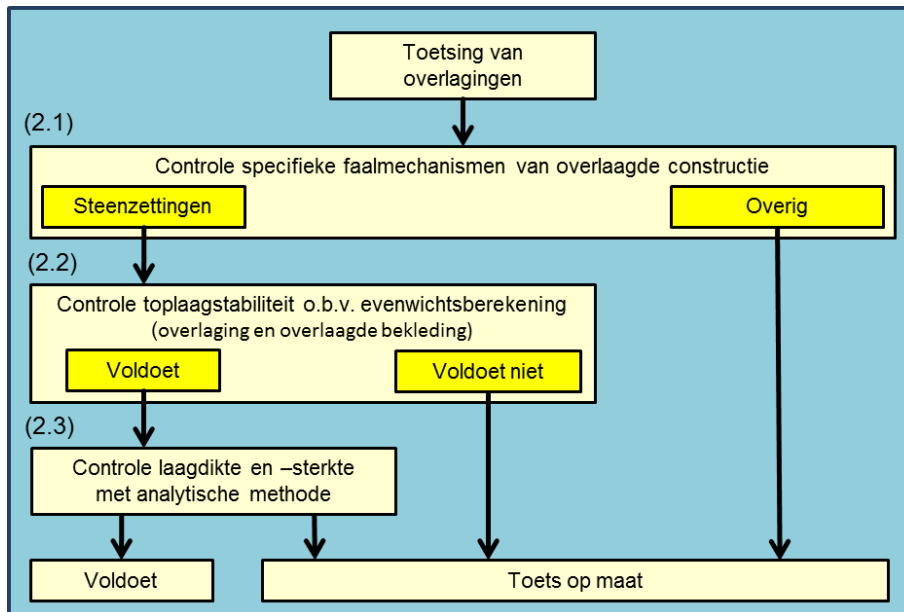 Toetsing van
overlagingen
(2.1)
Controle specifieke faalmechanismen van overlaagde constructie
Steenzettingen
Overig
(2.2)
Controle toplaagstabiliteit o.b.v. evenwichtsberekening
(overlaging en overlaagde bekleding)
Voldoet
Voldoet niet
(2.3)
Controle laagdikte en –sterkte
met analytische methode
Voldoet
Toets op maat